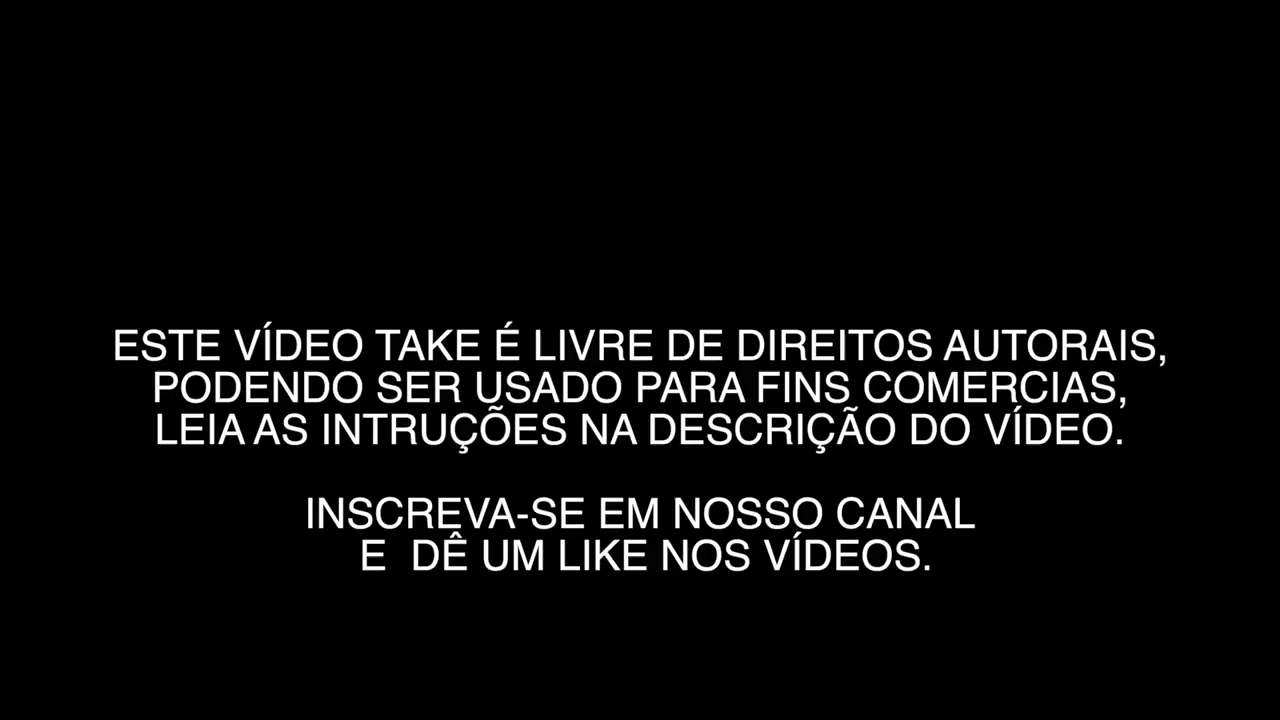 ESTE VÍDEO TAKE É LIVRE DE DIREITOS AUTORAIS,
PODENDO SER USADO PARA FINS COMERCIAS,
LEIA AS INTRUÇÕES NA DESCRIÇÃO DO VÍDEO.
INSCREVA-SE EM NOSSO CANAL
E  DÊ UM LIKE NOS VÍDEOS.